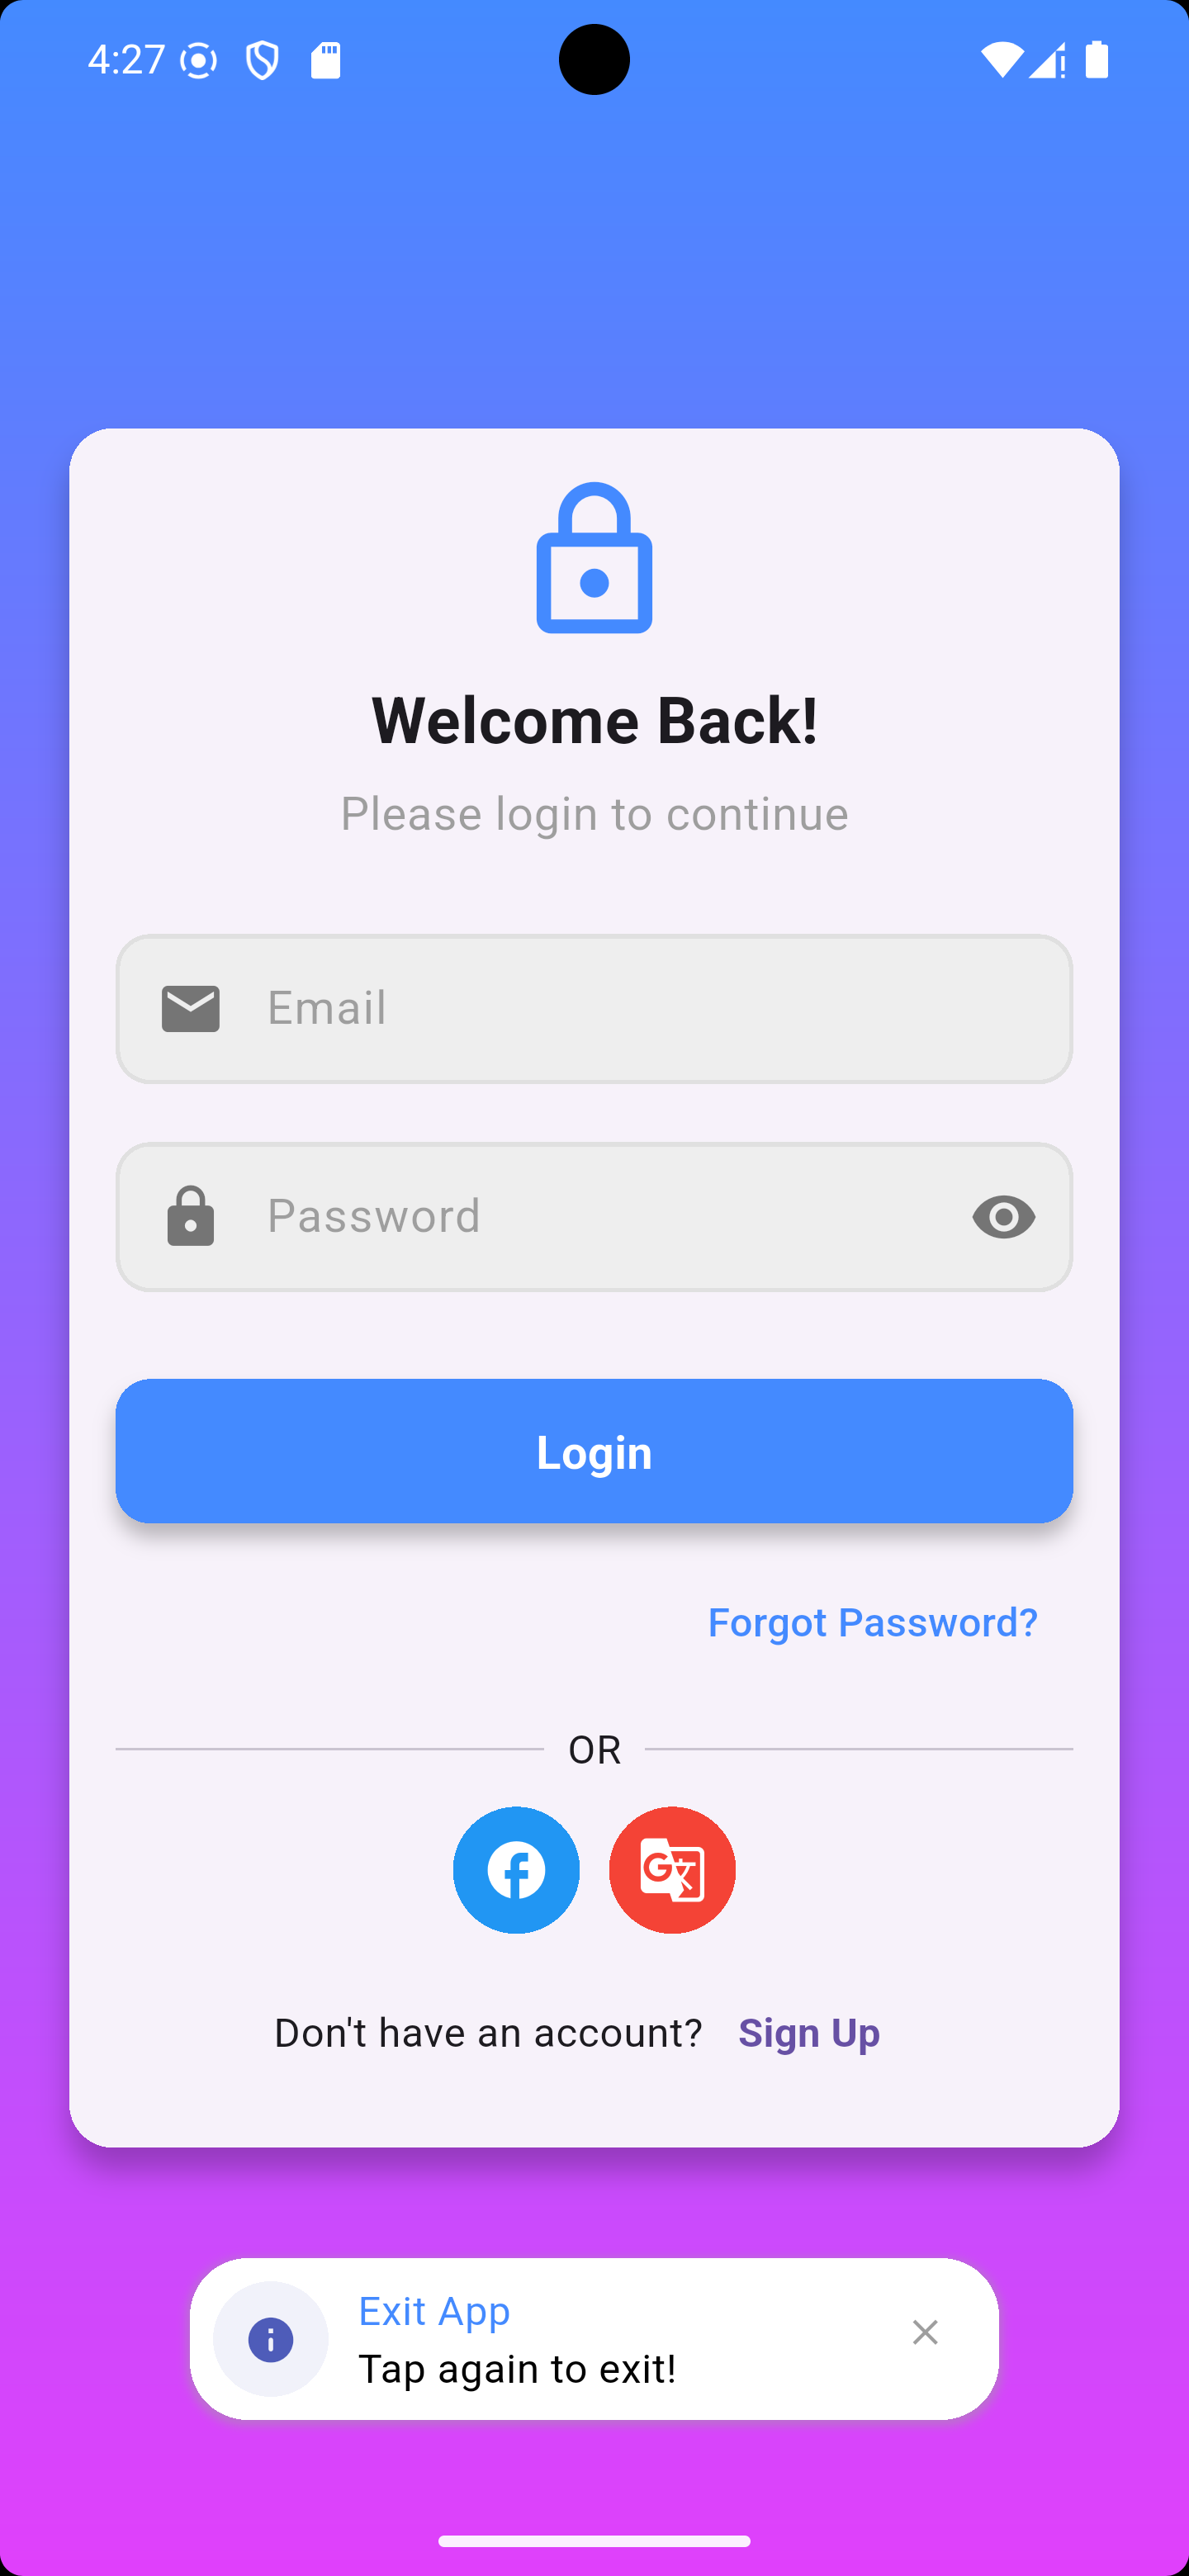 4:27
Welcome Back!
Please login to continue
Email
Password
Login
Forgot Password?
OR
Don't have an account? Sign Up
Exit App
Tap again to exit!